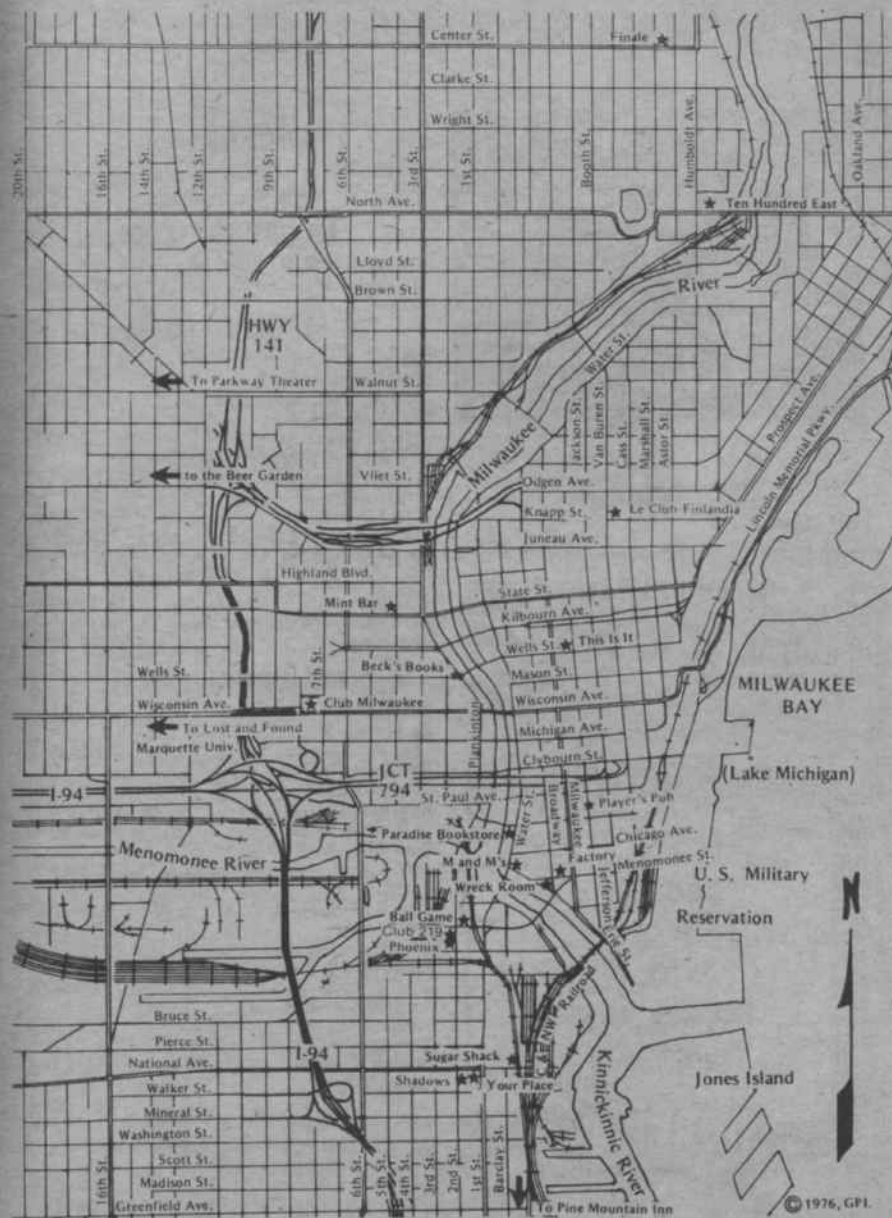 Center St.
Finale
Clarke St.
Wright St.
20th St.
16th St.
14th St.
12th St.
9th St.
6th St.
3rd St.
1st St.
Booth St.
Humboldt Ave.
Oakland Ave.
North Ave.
Ten Hundred East
Lloyd St.
Brown St.
River
HWY
141
Water St.
To Parkway Theater
Walnut St.
Jackson St.
Van Buren St.
Cass St.
Marshall St.
Astor St.
Prospect Ave.
Lincoln Memorial Pkwy.
Milwaukee
to the Beer Garden
Vliet St.
Odgen Ave.
Knapp St.
Le Club Finlandia
Juneau Ave.
Highland Blvd.
State St.
Mint Bar
Kilbourn Ave.
Wells St.
This Is It
Beck's Books
Wells St.
7th St.
Mason St.
Wisconsin Ave.
Club Milwaukee
Wisconsin Ave.
MILWAUKEE
BAY
To Lost and Found
Plankinton
Michigan Ave.
Marquette Univ.
Clybourn St.
JCT
794
(Lake Michigan)
I-94
St. Paul Ave.
Water St.
Broadway
Milwaukee
Player's Pub
Paradise Bookstore
Chicago Ave.
Menomonee River
M and M's
Factory
Menomonee St.
U. S. Military
Reservation
Wreck Room
Jefferson
Erie St.
N
Ball Game
Club 219
Phoenix
Railroad
Bruce St.
Pierce St.
I-94
National Ave.
Sugar Shack
C & NW
Kinnickinnic River
Jones Island
Walker St.
Shadows
Your Place
Mineral St.
Washington St.
Scott St.
Madison St.
16th St.
6th St.
5th St.
4th St.
3rd St.
2nd St.
1st St.
Barclay St.
Greenfield Ave.
To Pine Mountain Inn
© 1976, GPI.